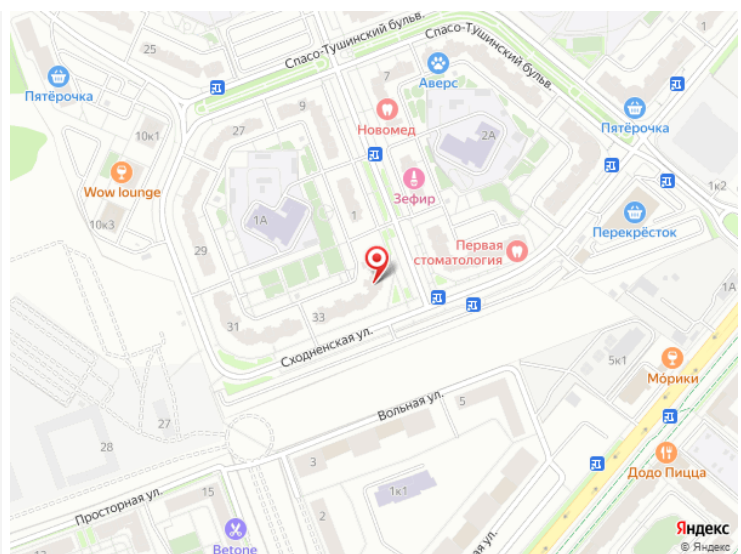 Спасо-Тушинский бульв.
Спасо-Тушинский бульв.
25
7
1
Пятёрочка
Аверс
9
Новомед
Пятёрочка
10к1
27
2А
Wow lounge
Зефир
1к2
10к3
1А
1
Перекрёсток
29
Первая
стоматология
1А
33
31
Сходненская ул.
5к1
Мо́рики
Вольная ул.
5
27
28
3
Додо Пицца
15
1к1
Просторная ул.
2
Betone
ная ул.
Яндекс
© Яндекс